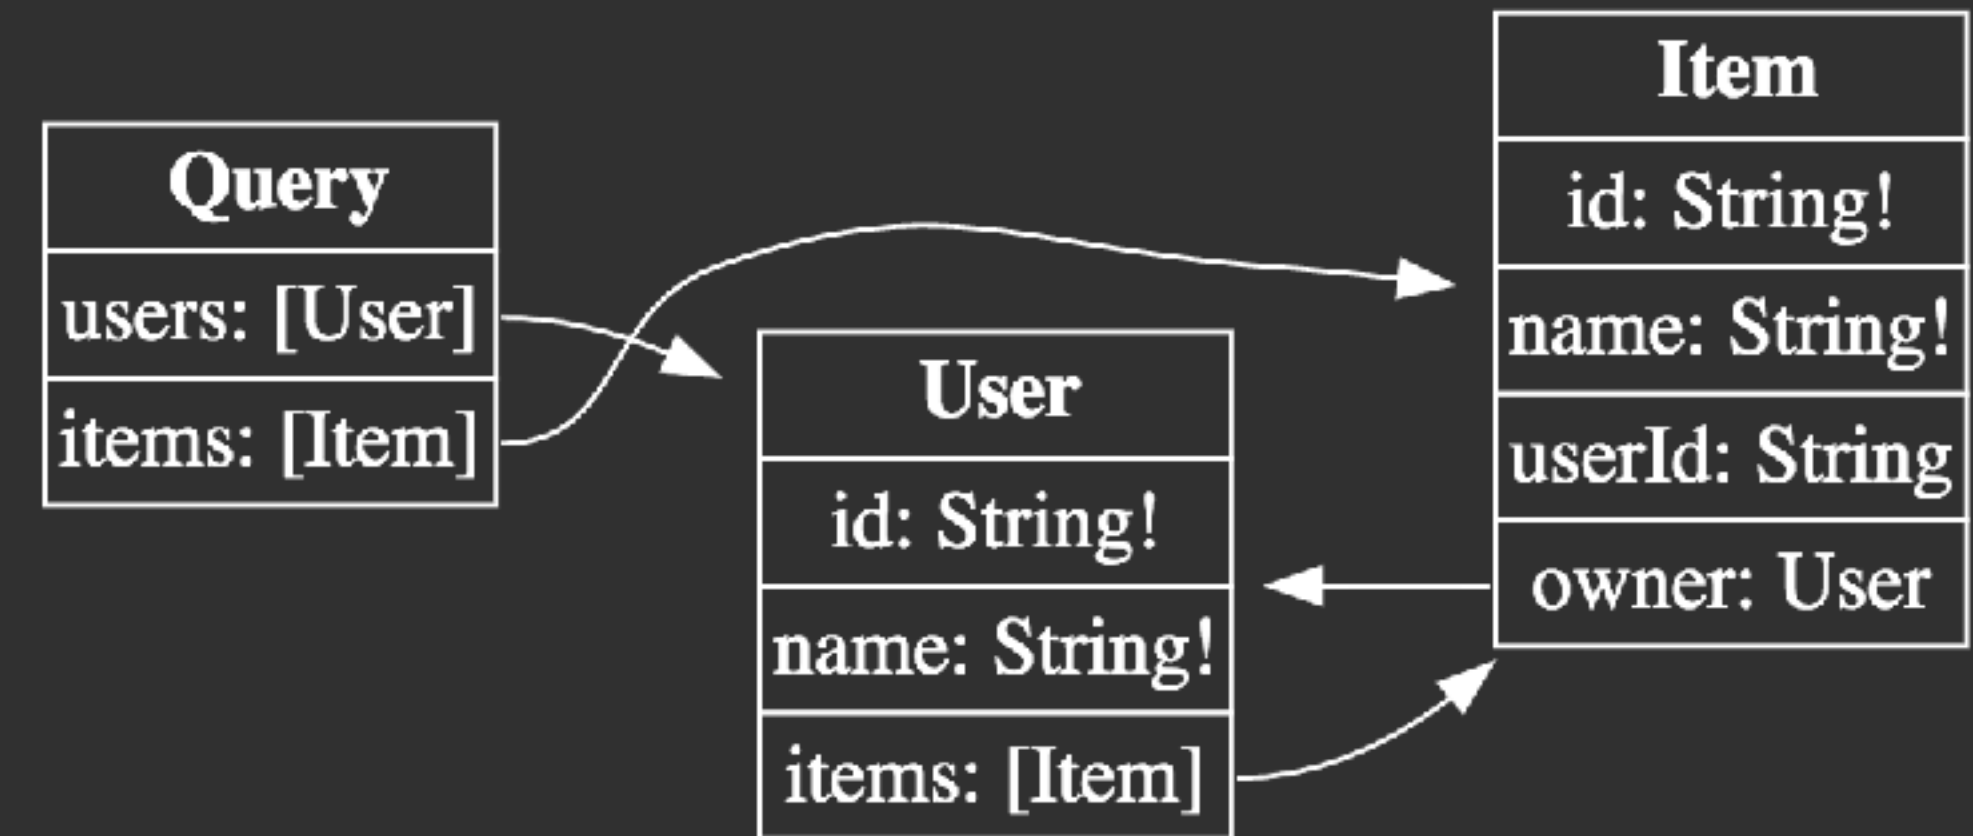 Query
users: [User]
items: [Item]
User
id: String!
name: String!
items: [Item]
Item
id: String!
name: String!
userId: String
owner: User